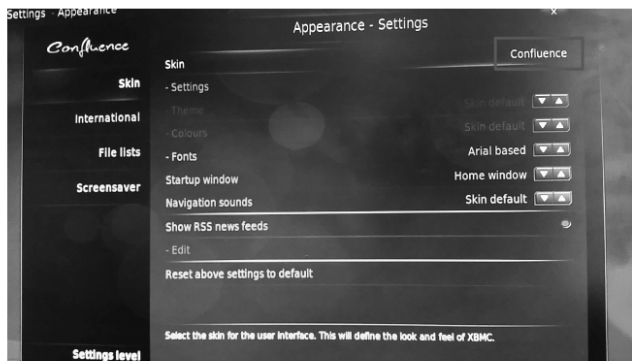 Settings - Appearance
Confluence
Skin
International
File lists
Screensaver
Settings level
Appearance - Settings
Skin Confluence
- Settings
- Theme Skin default
- Colours Skin default
- Fonts Arial based
Startup window Home window
Navigation sounds Skin default
Show RSS news feeds
- Edit
Reset above settings to default
Select the skin for the user interface. This will define the look and feel of XBMC.